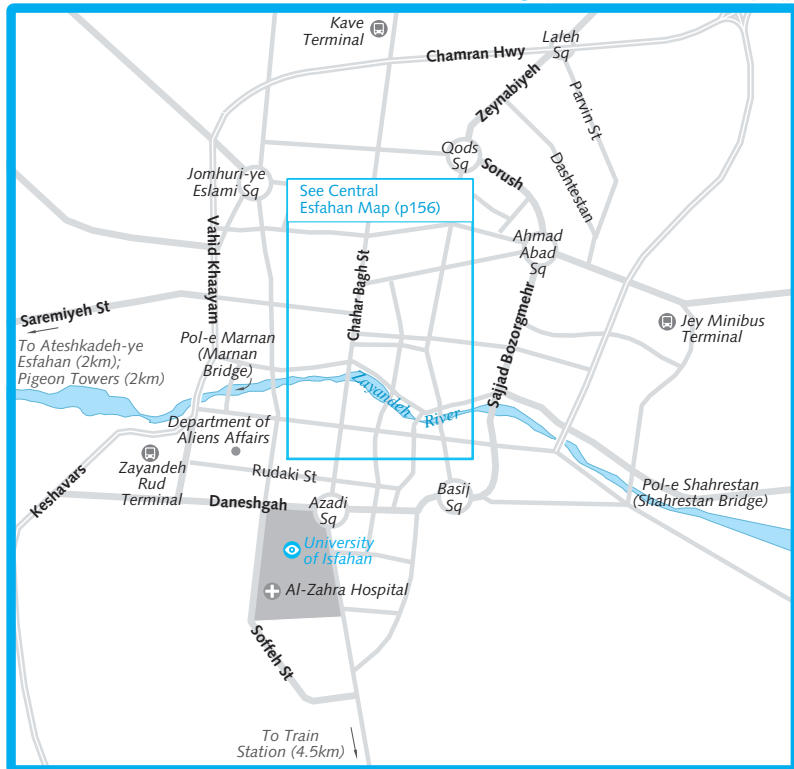 Kave
Terminal
Laleh
Sq
Chamran Hwy
Zeynabiyeh
Parvin St
Qods
Sq
Sorush
Dashtestan
Jomhuri-ye
Eslami Sq
See Central
Esfahan Map (p156)
Vahid Khaayam
Ahmad
Abad
Sq
Chahar Bagh St
Saremiyeh St
Sajjad Bozorgmehr
Jey Minibus
Terminal
To Ateshkadeh-ye
Esfahan (2km);
Pigeon Towers (2km)
Pol-e Marnan
(Marnan
Bridge)
Zayandeh
River
Department of
Aliens Affairs
Zayandeh
Rud
Terminal
Rudaki St
Keshavars
Daneshgah
Azadi
Sq
Basij
Sq
Pol-e Shahrestan
(Shahrestan Bridge)
University
of Isfahan
Al-Zahra Hospital
Soffeh St
To Train
Station (4.5km)